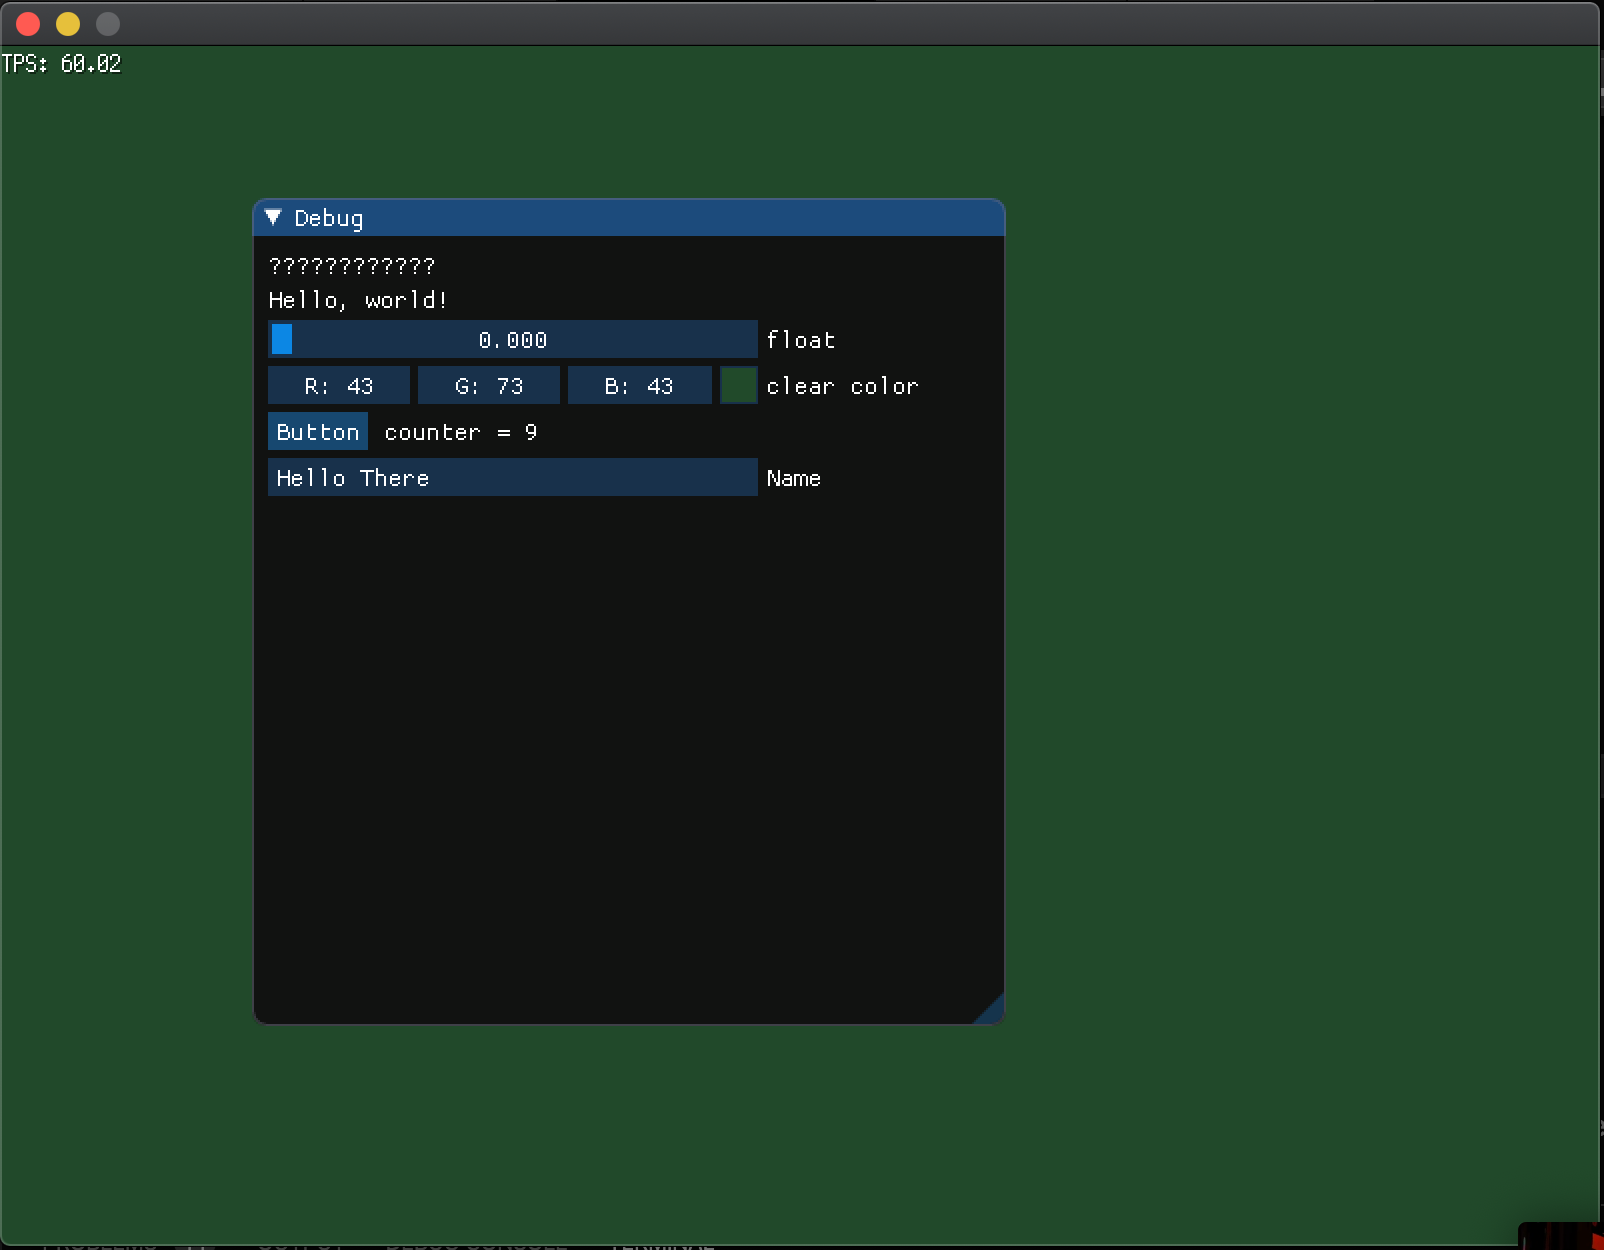 TPS: 60.02
Debug
????????????
Hello, world!
0.000 float
R: 43 G: 73 B: 43 clear color
Button counter = 9
Hello There Name